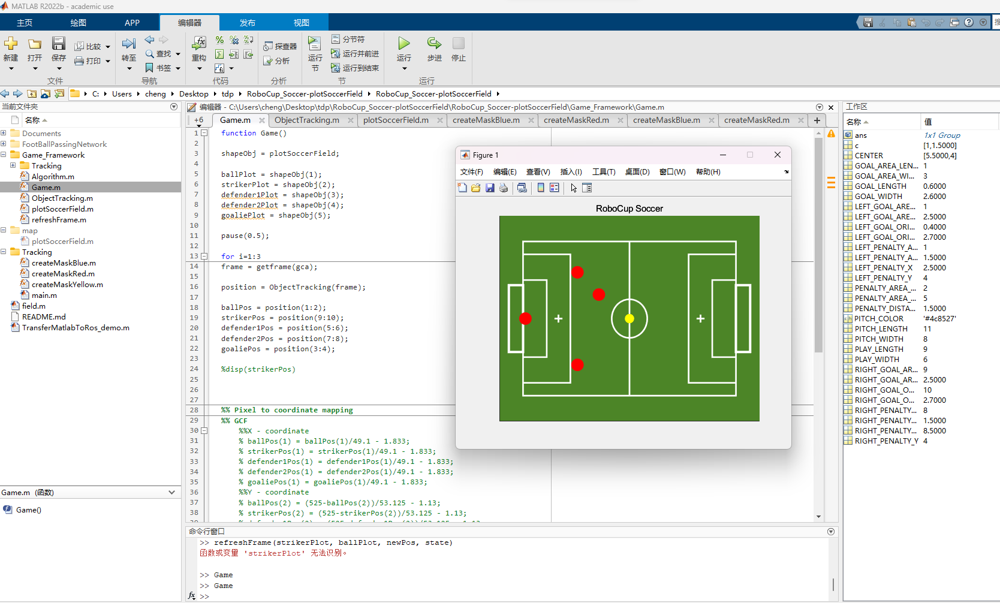 MATLAB R2022b - academic use
主页 绘图 APP 编辑器 发布 视图
新建 打开 保存 比较 打印 转至 查找 书签 重构 探查器 分析 运行节 分节符 运行并前进 运行到结束 运行 步进 停止
文件 导航 代码 分析 节 运行
C: Users cheng Desktop tdp RoboCup_Soccer-plotSoccerField RoboCup_Soccer-plotSoccerField
当前文件夹
名称
Documents
FootBallPassingNetwork
Game_Framework
Tracking
Algorithm.m
Game.m
ObjectTracking.m
plotSoccerField.m
refreshFrame.m
map
plotSoccerField.m
Tracking
createMaskBlue.m
createMaskRed.m
createMaskYellow.m
main.m
field.m
README.md
TransferMatlabToRos_demo.m
Game.m (函数)
Game()
编辑器 - C:\Users\cheng\Desktop\tdp\RoboCup_Soccer-plotSoccerField\RoboCup_Soccer-plotSoccerField\Game_Framework\Game.m
+6 Game.m ObjectTracking.m plotSoccerField.m createMaskBlue.m createMaskRed.m createMaskBlue.m createMaskRed.m
1 function Game()
2
3 shapeObj = plotSoccerField;
4
5 ballPlot = shapeObj(1);
6 strikerPlot = shapeObj(2);
7 defender1Plot = shapeObj(3);
8 defender2Plot = shapeObj(4);
9 goaliePlot = shapeObj(5);
10
11 pause(0.5);
12
13 for i=1:3
14 frame = getframe(gca);
15
16 position = ObjectTracking(frame);
17
18 ballPos = position(1:2);
19 strikerPos = position(9:10);
20 defender1Pos = position(5:6);
21 defender2Pos = position(7:8);
22 goaliePos = position(3:4);
23
24 %disp(strikerPos)
25
26
27
28 %% Pixel to coordinate mapping
29 %% GCF
30 %%X - coordinate
31 % ballPos(1) = ballPos(1)/49.1 - 1.833;
32 % strikerPos(1) = strikerPos(1)/49.1 - 1.833;
33 % defender1Pos(1) = defender1Pos(1)/49.1 - 1.833;
34 % defender2Pos(1) = defender2Pos(1)/49.1 - 1.833;
35 % goaliePos(1) = goaliePos(1)/49.1 - 1.833;
36 %%Y - coordinate
37 % ballPos(2) = (525-ballPos(2))/53.125 - 1.13;
38 % strikerPos(2) = (525-strikerPos(2))/53.125 - 1.13;
Figure 1
文件(F) 编辑(E) 查看(V) 插入(I) 工具(T) 桌面(D) 窗口(W) 帮助(H)
RoboCup Soccer
命令行窗口
>> refreshFrame(strikerPlot, ballPlot, newPos, state)
函数或变量 'strikerPlot' 无法识别。
>> Game
>> Game
fx >>
工作区
名称 值
ans 1x1 Group
c [1,1.5000]
CENTER [5.5000,4]
GOAL_AREA_LEN... 1
GOAL_AREA_WI... 3
GOAL_LENGTH 0.6000
GOAL_WIDTH 2.6000
LEFT_GOAL_ARE... 1
LEFT_GOAL_ARE... 2.5000
LEFT_GOAL_ORI... 0.4000
LEFT_GOAL_ORI... 2.7000
LEFT_PENALTY_A... 1
LEFT_PENALTY_A... 1.5000
LEFT_PENALTY_X 2.5000
LEFT_PENALTY_Y 4
PENALTY_AREA_... 2
PENALTY_AREA_... 5
PENALTY_DISTA... 1.5000
PITCH_COLOR '#4c8527'
PITCH_LENGTH 11
PITCH_WIDTH 8
PLAY_LENGTH 9
PLAY_WIDTH 6
RIGHT_GOAL_AR... 9
RIGHT_GOAL_AR... 2.5000
RIGHT_GOAL_O... 10
RIGHT_GOAL_O... 2.7000
RIGHT_PENALTY... 8
RIGHT_PENALTY... 1.5000
RIGHT_PENALTY... 8.5000
RIGHT_PENALTY_Y 4